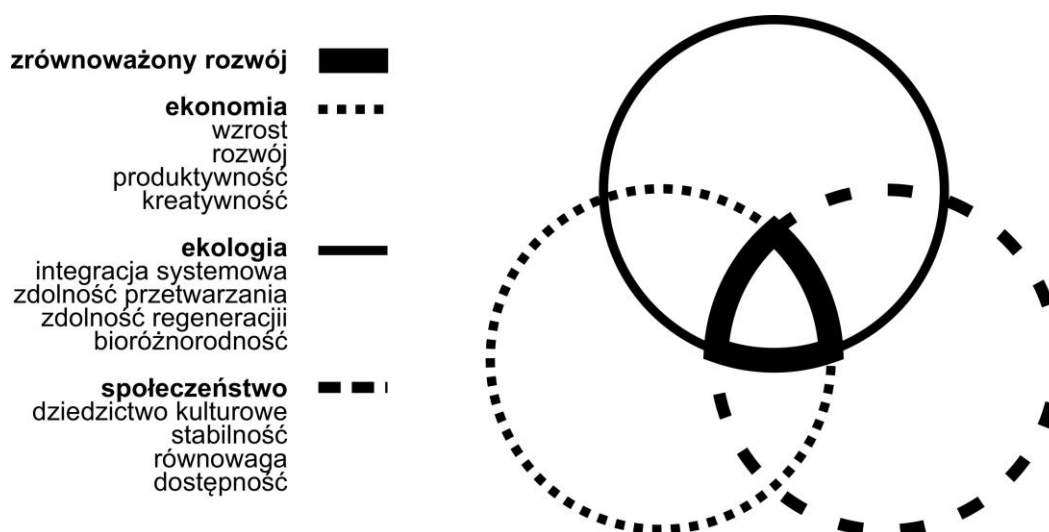 zrównoważony rozwój
ekonomia
wzrost
rozwój
produktywność
kreatywność
ekologia
integracja systemowa
zdolność przetwarzania
zdolność regeneracjii
bioróżnorodność
społeczeństwo
dziedzictwo kulturowe
stabilność
równowaga
dostępność